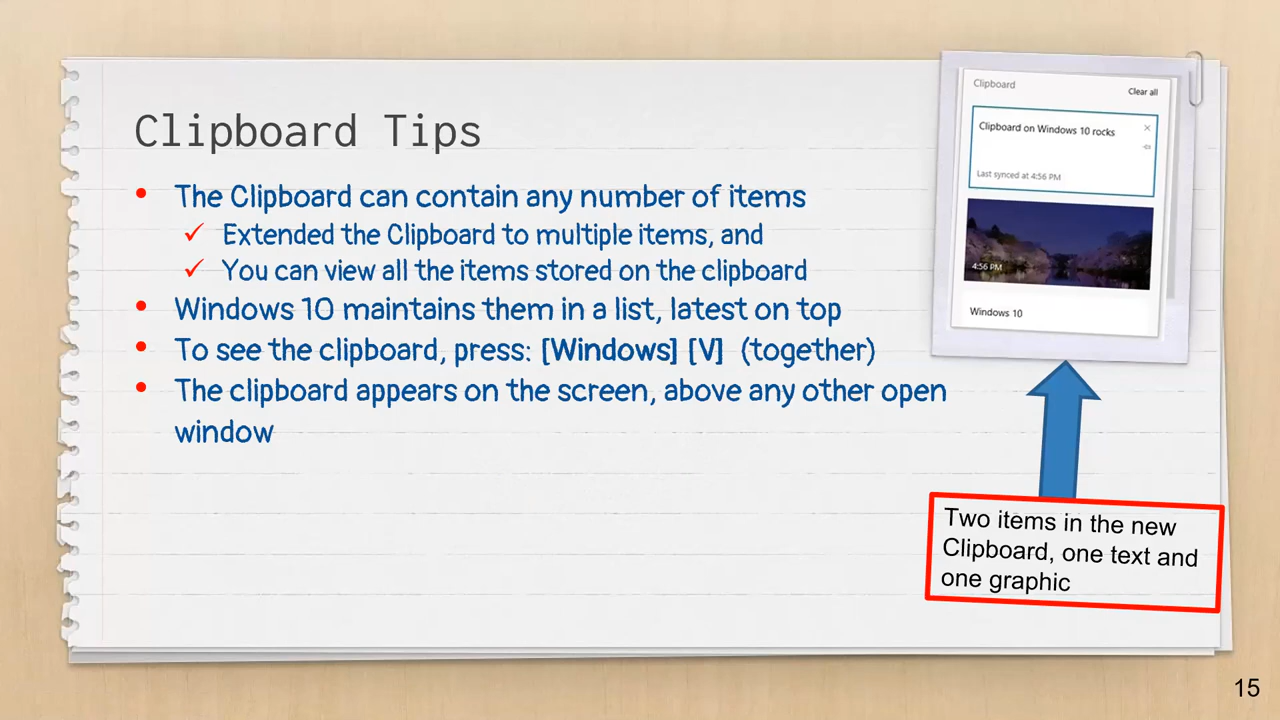 Clipboard Tips
The Clipboard can contain any number of items
Extended the Clipboard to multiple items, and
You can view all the items stored on the clipboard
Windows 10 maintains them in a list, latest on top
To see the clipboard, press: [Windows] [V] (together)
The clipboard appears on the screen, above any other open
window
Clipboard
Clear all
Clipboard on Windows 10 rocks
Last synced at 4:56 PM
4:56 PM
Windows 10
Two items in the new
Clipboard, one text and
one graphic
15